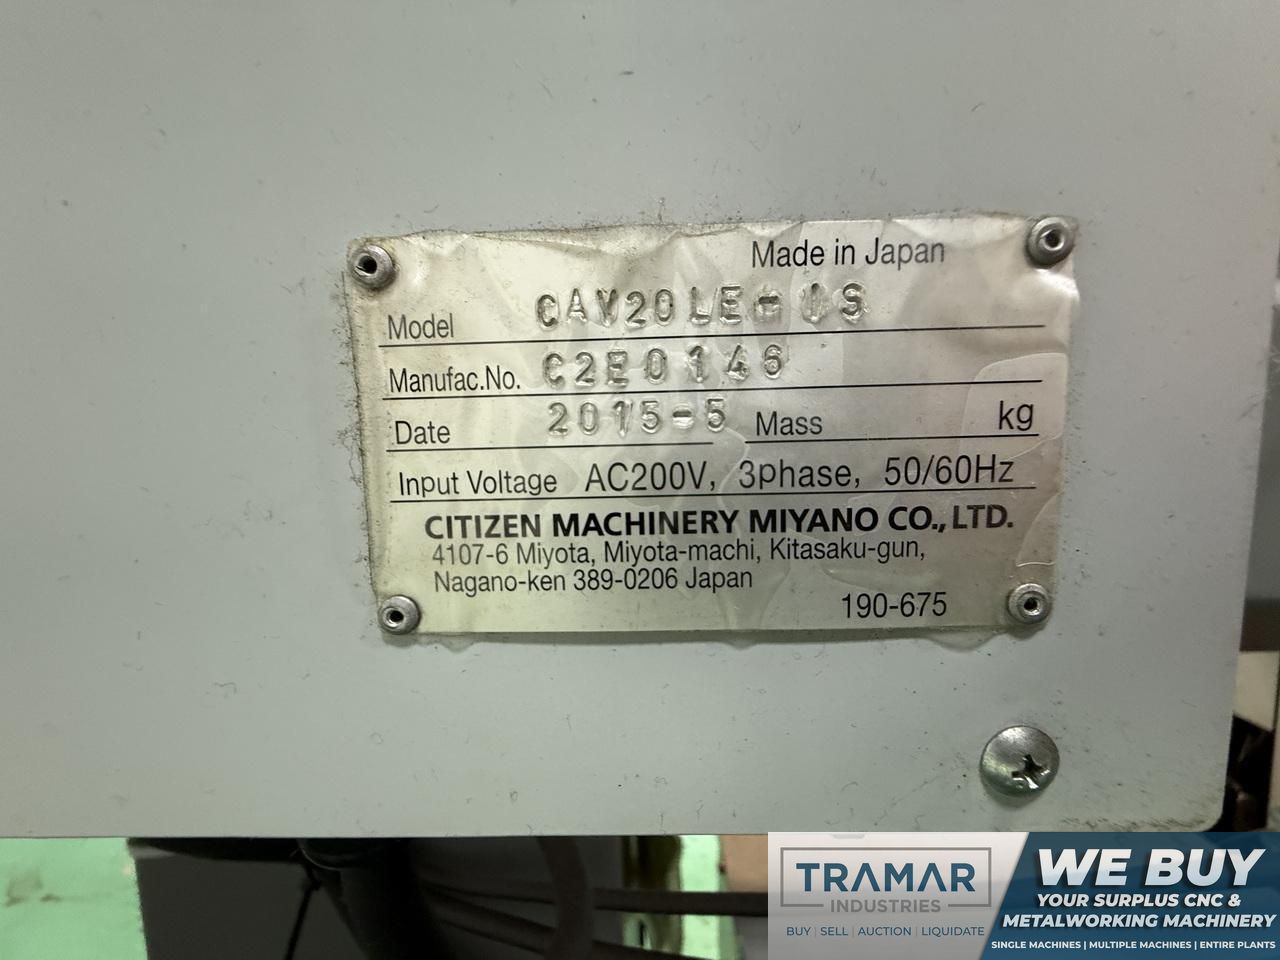 Made in Japan
Model CAV20LE-IS
Manufac.No. C2E0146
Date 2015-5 Mass kg
Input Voltage AC200V, 3phase, 50/60Hz
CITIZEN MACHINERY MIYANO CO., LTD.
4107-6 Miyota, Miyota-machi, Kitasaku-gun,
Nagano-ken 389-0206 Japan
190-675
TRAMAR
INDUSTRIES
BUY | SELL | AUCTION | LIQUIDATE
WE BUY
YOUR SURPLUS CNC &
METALWORKING MACHINERY
SINGLE MACHINES | MULTIPLE MACHINES | ENTIRE PLANTS